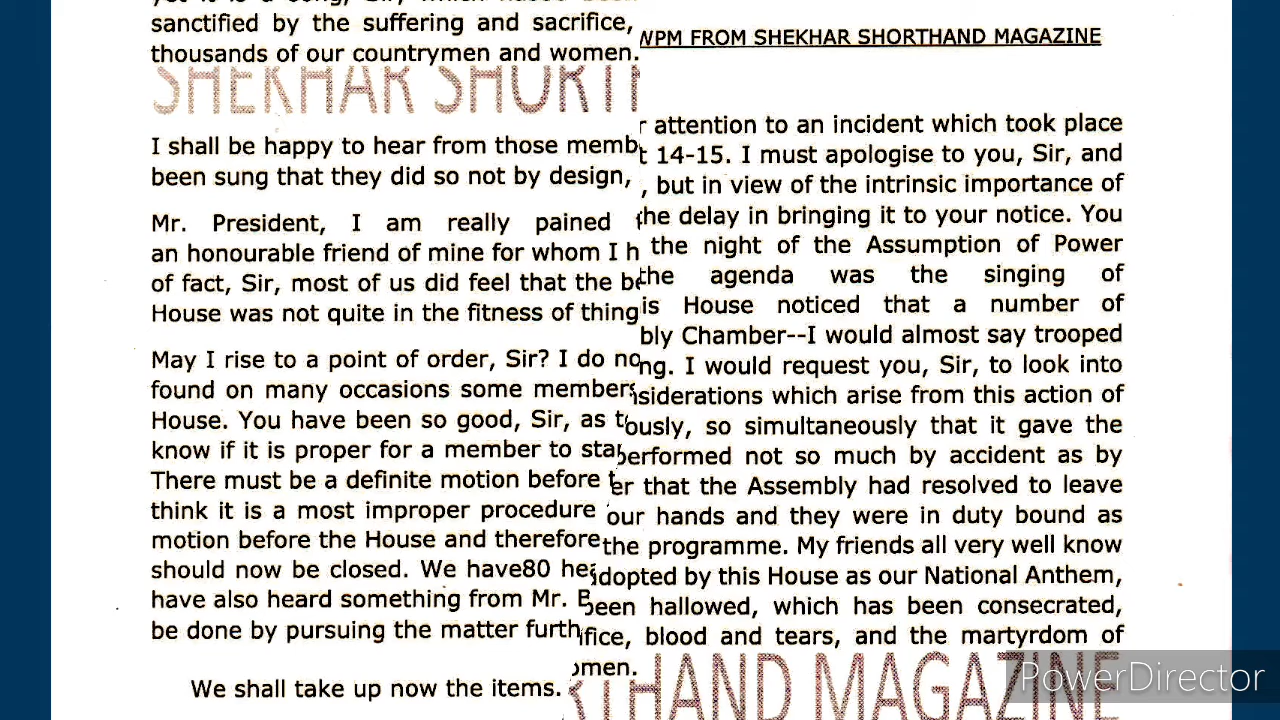 sanctified by the suffering and sacrifice,
thousands of our countrymen and women.
SHEKHAR SHORTH
I shall be happy to hear from those memb
been sung that they did so not by design,
Mr. President, I am really pained
an honourable friend of mine for whom I h
of fact, Sir, most of us did feel that the be
House was not quite in the fitness of thing
May I rise to a point of order, Sir? I do no
found on many occasions some members
House. You have been so good, Sir, as to
know if it is proper for a member to sta
There must be a definite motion before t
think it is a most improper procedure
motion before the House and therefore
should now be closed. We have80 hea
have also heard something from Mr. B
be done by pursuing the matter furth
We shall take up now the items.
WPM FROM SHEKHAR SHORTHAND MAGAZINE
r attention to an incident which took place
t 14-15. I must apologise to you, Sir, and
, but in view of the intrinsic importance of
the delay in bringing it to your notice. You
the night of the Assumption of Power
the agenda was the singing of
is House noticed that a number of
bly Chamber--I would almost say trooped
ng. I would request you, Sir, to look into
nsiderations which arise from this action of
ously, so simultaneously that it gave the
performed not so much by accident as by
er that the Assembly had resolved to leave
our hands and they were in duty bound as
the programme. My friends all very well know
adopted by this House as our National Anthem,
been hallowed, which has been consecrated,
ifice, blood and tears, and the martyrdom of
omen.
RTHAND MAGAZINE
PowerDirector